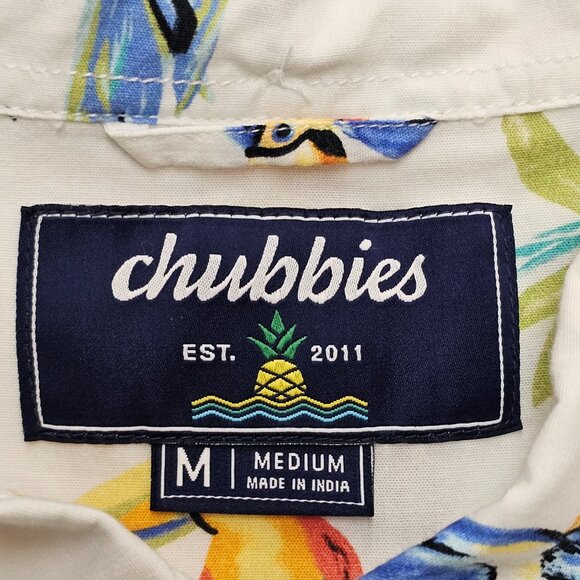 chubbies
EST. 2011
M MEDIUM
MADE IN INDIA